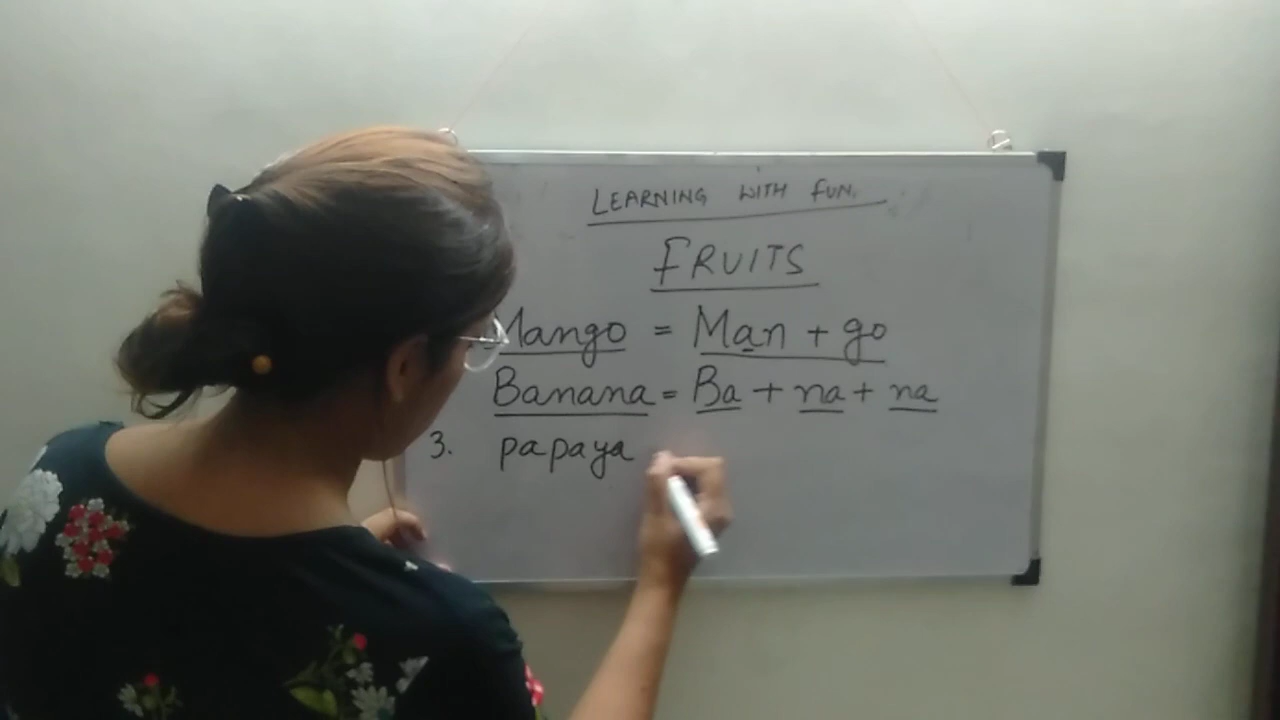 LEARNING WITH FUN.
FRUITS
Mango = Man + go
Banana = Ba + na + na
3. papaya